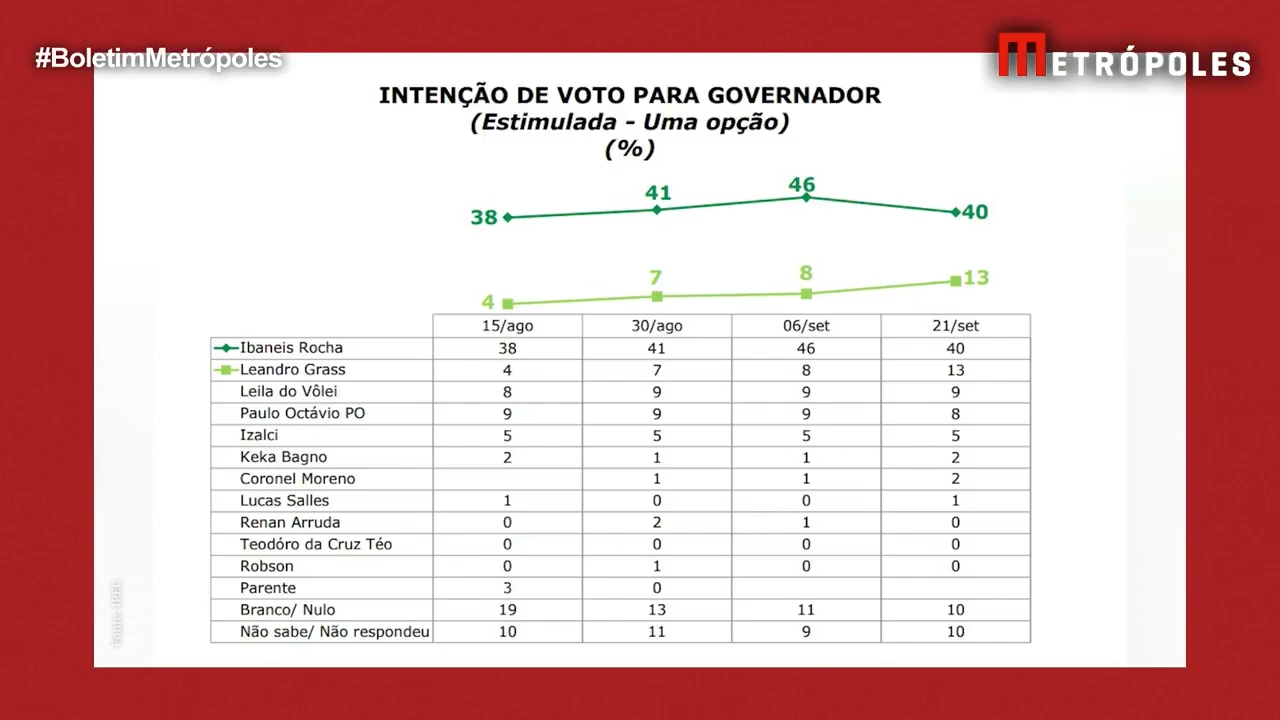 #BoletimMetrópoles
METRÓPOLES
INTENÇÃO DE VOTO PARA GOVERNADOR
(Estimulada - Uma opção)
(%)
38 41 46 40
4 7 8 13
15/ago 30/ago 06/set 21/set
Ibaneis Rocha 38 41 46 40
Leandro Grass 4 7 8 13
Leila do Vôlei 8 9 9 9
Paulo Octávio PO 9 9 9 8
Izalci 5 5 5 5
Keka Bagno 2 1 1 2
Coronel Moreno 1 1 2
Lucas Salles 1 0 0 1
Renan Arruda 0 2 1 0
Teodóro da Cruz Téo 0 0 0 0
Robson 0 1 0 0
Parente 3 0
Branco/ Nulo 19 13 11 10
Não sabe/ Não respondeu 10 11 9 10
Fonte: IPEC